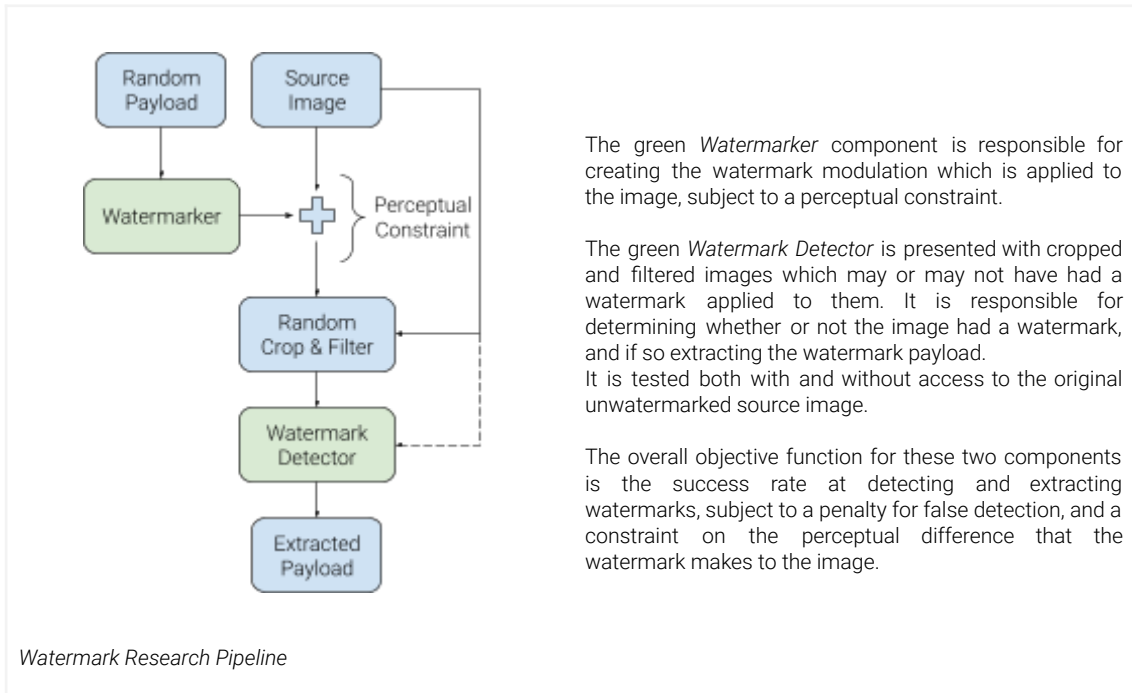 Random
Payload
Source
Image
Watermarker
Perceptual
Constraint
Random
Crop & Filter
Watermark
Detector
Extracted
Payload
The green Watermarker component is responsible for
creating the watermark modulation which is applied to
the image, subject to a perceptual constraint.
The green Watermark Detector is presented with cropped
and filtered images which may or may not have had a
watermark applied to them. It is responsible for
determining whether or not the image had a watermark,
and if so extracting the watermark payload.
It is tested both with and without access to the original
unwatermarked source image.
The overall objective function for these two components
is the success rate at detecting and extracting
watermarks, subject to a penalty for false detection, and a
constraint on the perceptual difference that the
watermark makes to the image.
Watermark Research Pipeline